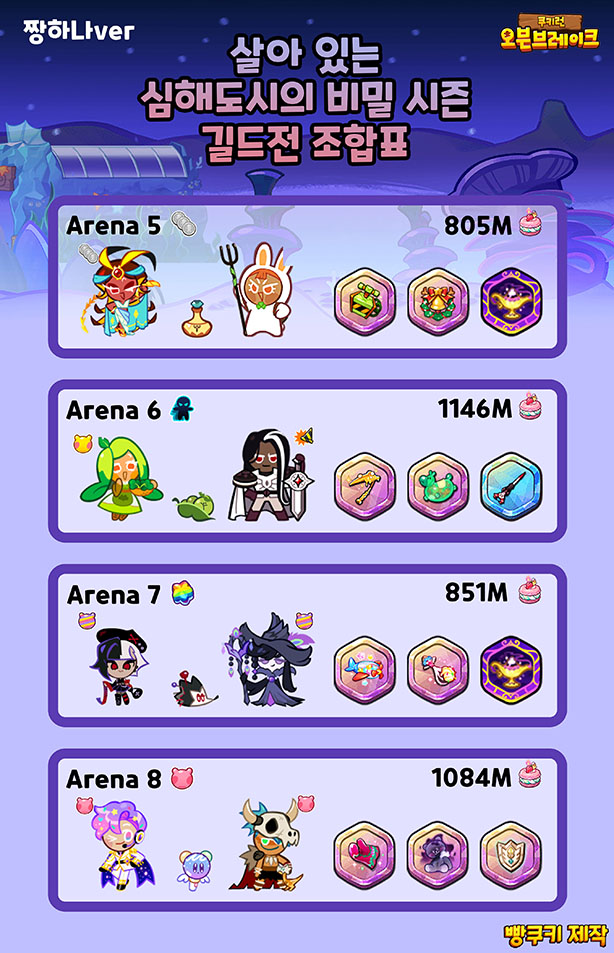 짱하나ver
쿠키런
오븐브레이크
살아 있는
심해도시의 비밀 시즌
길드전 조합표
Arena 5
805M
Arena 6
1146M
Arena 7
851M
Arena 8
1084M
빵쿠키 제작